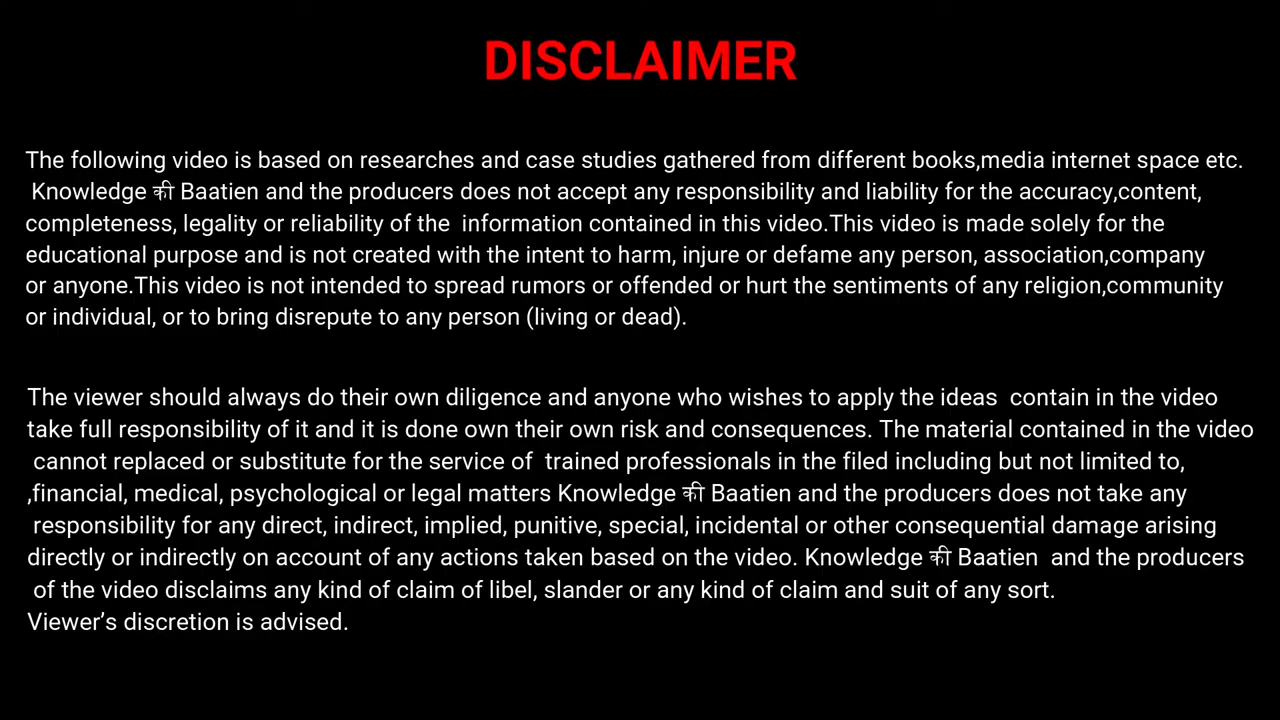 DISCLAIMER
The following video is based on researches and case studies gathered from different books,media internet space etc.
Knowledge की Baatien and the producers does not accept any responsibility and liability for the accuracy,content,
completeness, legality or reliability of the  information contained in this video.This video is made solely for the
educational purpose and is not created with the intent to harm, injure or defame any person, association,company
or anyone.This video is not intended to spread rumors or offended or hurt the sentiments of any religion,community
or individual, or to bring disrepute to any person (living or dead).
The viewer should always do their own diligence and anyone who wishes to apply the ideas  contain in the video
take full responsibility of it and it is done own their own risk and consequences. The material contained in the video
cannot replaced or substitute for the service of  trained professionals in the filed including but not limited to,
,financial, medical, psychological or legal matters Knowledge की Baatien and the producers does not take any
responsibility for any direct, indirect, implied, punitive, special, incidental or other consequential damage arising
directly or indirectly on account of any actions taken based on the video. Knowledge की Baatien  and the producers
of the video disclaims any kind of claim of libel, slander or any kind of claim and suit of any sort.
Viewer’s discretion is advised.